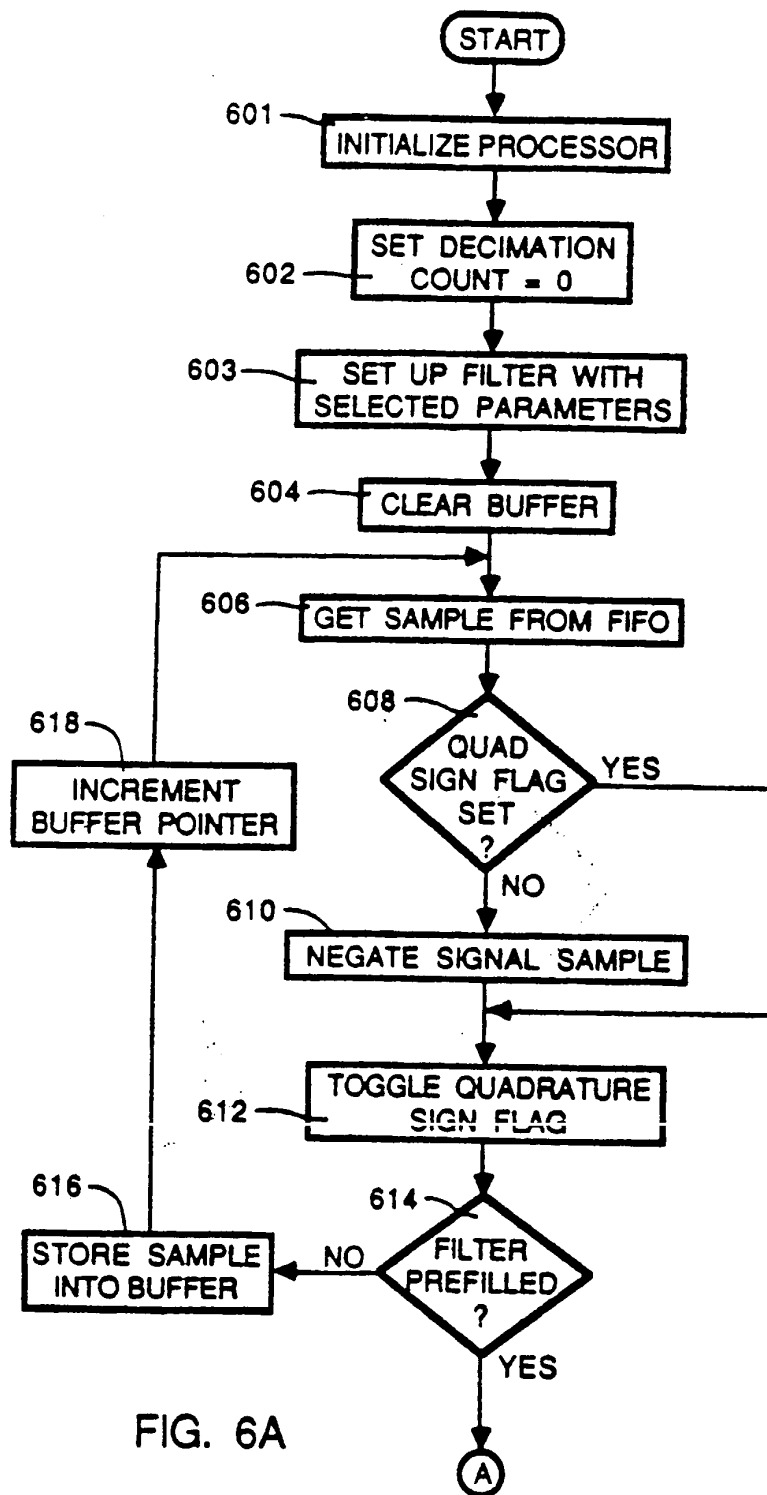 START
601
INITIALIZE PROCESSOR
SET DECIMATION
602
COUNT = 0
603
SET UP FILTER WITH
SELECTED PARAMETERS
604
CLEAR BUFFER
606
GET SAMPLE FROM FIFO
608
618
QUAD
SIGN FLAG
SET
?
YES
INCREMENT
BUFFER POINTER
NO
610
NEGATE SIGNAL SAMPLE
TOGGLE QUADRATURE
612
SIGN FLAG
616
614
STORE SAMPLE
INTO BUFFER
NO
FILTER
PREFILLED
?
YES
FIG. 6A
A